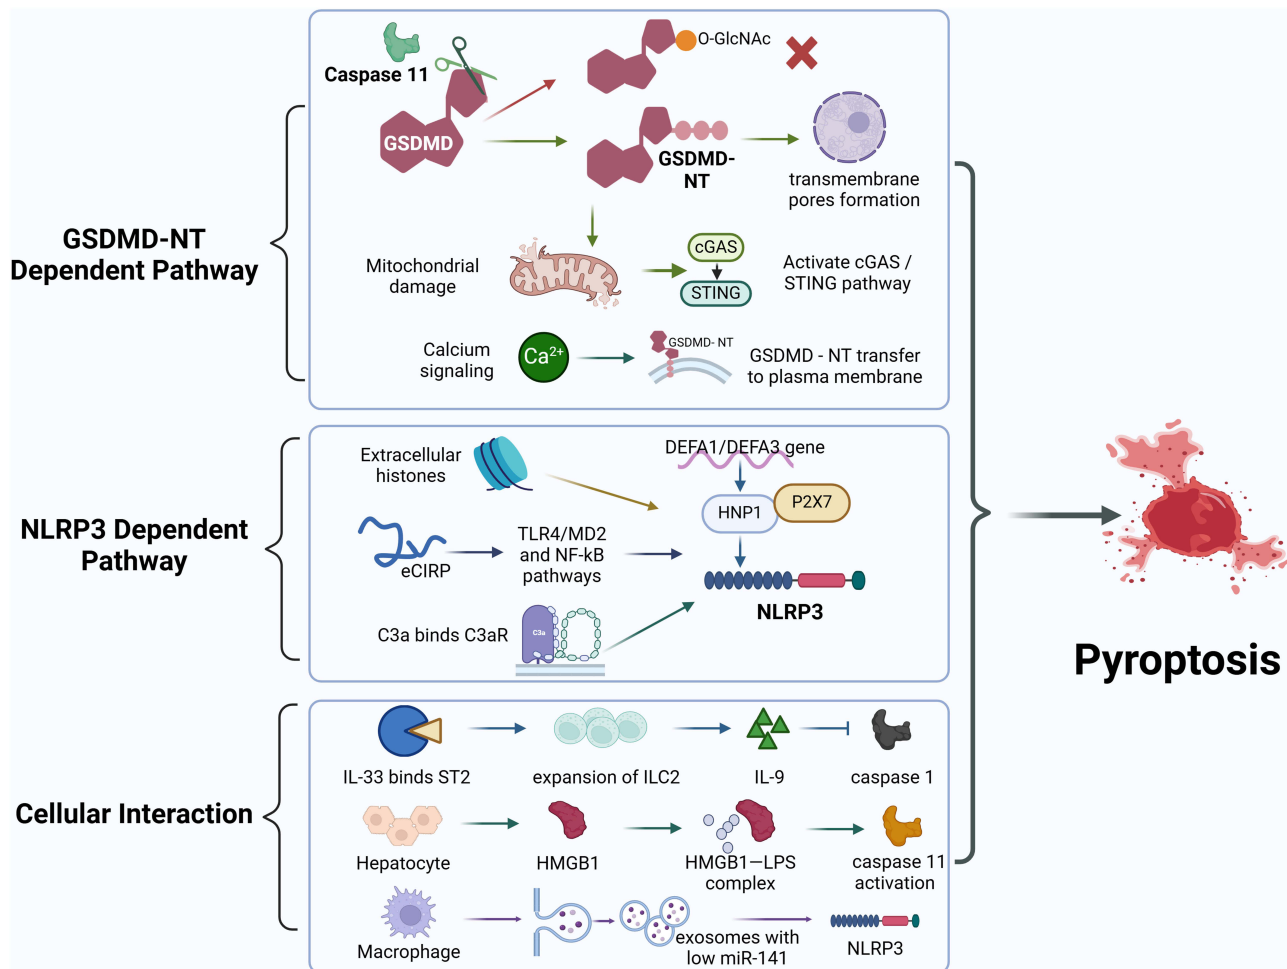 Caspase 11
GSDMD
O-GlcNAc
GSDMD-
NT
transmembrane
pores formation
GSDMD-NT
Dependent Pathway
Mitochondrial
damage
cGAS
STING
Activate cGAS /
STING pathway
Calcium
signaling
Ca2+
GSDMD- NT
GSDMD - NT transfer
to plasma membrane
NLRP3 Dependent
Pathway
Extracellular
histones
DEFA1/DEFA3 gene
HNP1
P2X7
eCIRP
TLR4/MD2
and NF-kB
pathways
NLRP3
C3a binds C3aR
C3a
Pyroptosis
Cellular Interaction
IL-33 binds ST2
expansion of ILC2
IL-9
caspase 1
Hepatocyte
HMGB1
HMGB1—LPS
complex
caspase 11
activation
Macrophage
exosomes with
low miR-141
NLRP3